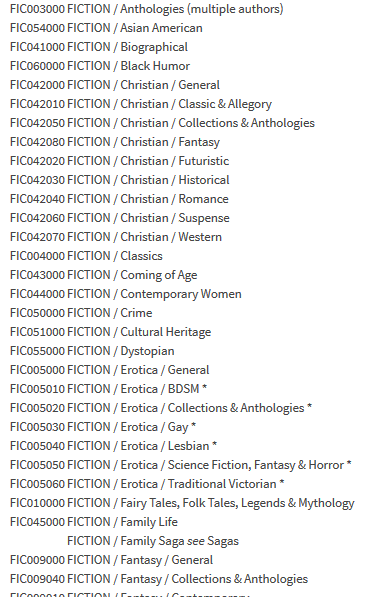 FIC003000 FICTION / Anthologies (multiple authors)
FIC054000 FICTION / Asian American
FIC041000 FICTION / Biographical
FIC060000 FICTION / Black Humor
FIC042000 FICTION / Christian / General
FIC042010 FICTION / Christian / Classic & Allegory
FIC042050 FICTION / Christian / Collections & Anthologies
FIC042080 FICTION / Christian / Fantasy
FIC042020 FICTION / Christian / Futuristic
FIC042030 FICTION / Christian / Historical
FIC042040 FICTION / Christian / Romance
FIC042060 FICTION / Christian / Suspense
FIC042070 FICTION / Christian / Western
FIC004000 FICTION / Classics
FIC043000 FICTION / Coming of Age
FIC044000 FICTION / Contemporary Women
FIC050000 FICTION / Crime
FIC051000 FICTION / Cultural Heritage
FIC055000 FICTION / Dystopian
FIC005000 FICTION / Erotica / General
FIC005010 FICTION / Erotica / BDSM *
FIC005020 FICTION / Erotica / Collections & Anthologies *
FIC005030 FICTION / Erotica / Gay *
FIC005040 FICTION / Erotica / Lesbian *
FIC005050 FICTION / Erotica / Science Fiction, Fantasy & Horror *
FIC005060 FICTION / Erotica / Traditional Victorian *
FIC010000 FICTION / Fairy Tales, Folk Tales, Legends & Mythology
FIC045000 FICTION / Family Life
FICTION / Family Saga see Sagas
FIC009000 FICTION / Fantasy / General
FIC009040 FICTION / Fantasy / Collections & Anthologies
FICTION / Fantasy / Contemporary